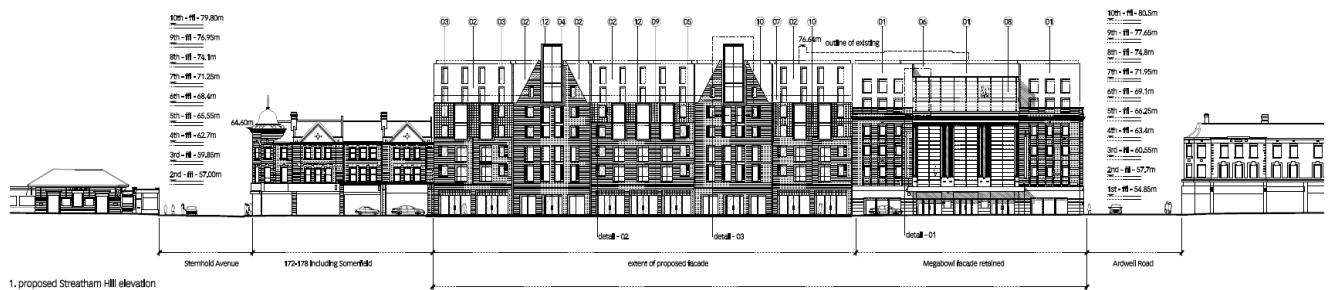 10th - ffl - 79.80m
9th - ffl - 76.95m
8th - ffl - 74.1m
7th - ffl - 71.25m
6th - ffl - 68.4m
5th - ffl - 65.55m
4th - ffl - 62.7m
3rd - ffl - 59.85m
2nd - ffl - 57.00m
64.60m
03 02 03 02 12 04 02 02 12 09 05 10 07 02 10 01 06 01 08 01
76.64m
outline of existing
10th - ffl - 80.5m
9th - ffl - 77.65m
8th - ffl - 74.8m
7th - ffl - 71.95m
6th - ffl - 69.1m
5th - ffl - 66.25m
4th - ffl - 63.4m
3rd - ffl - 60.55m
2nd - ffl - 57.7m
1st - ffl - 54.85m
detail - 02
detail - 03
detail - 01
Sternhold Avenue
172-178 including Somerfield
extent of proposed facade
Megabowl facade retained
Ardwell Road
1. proposed Streatham Hill elevation